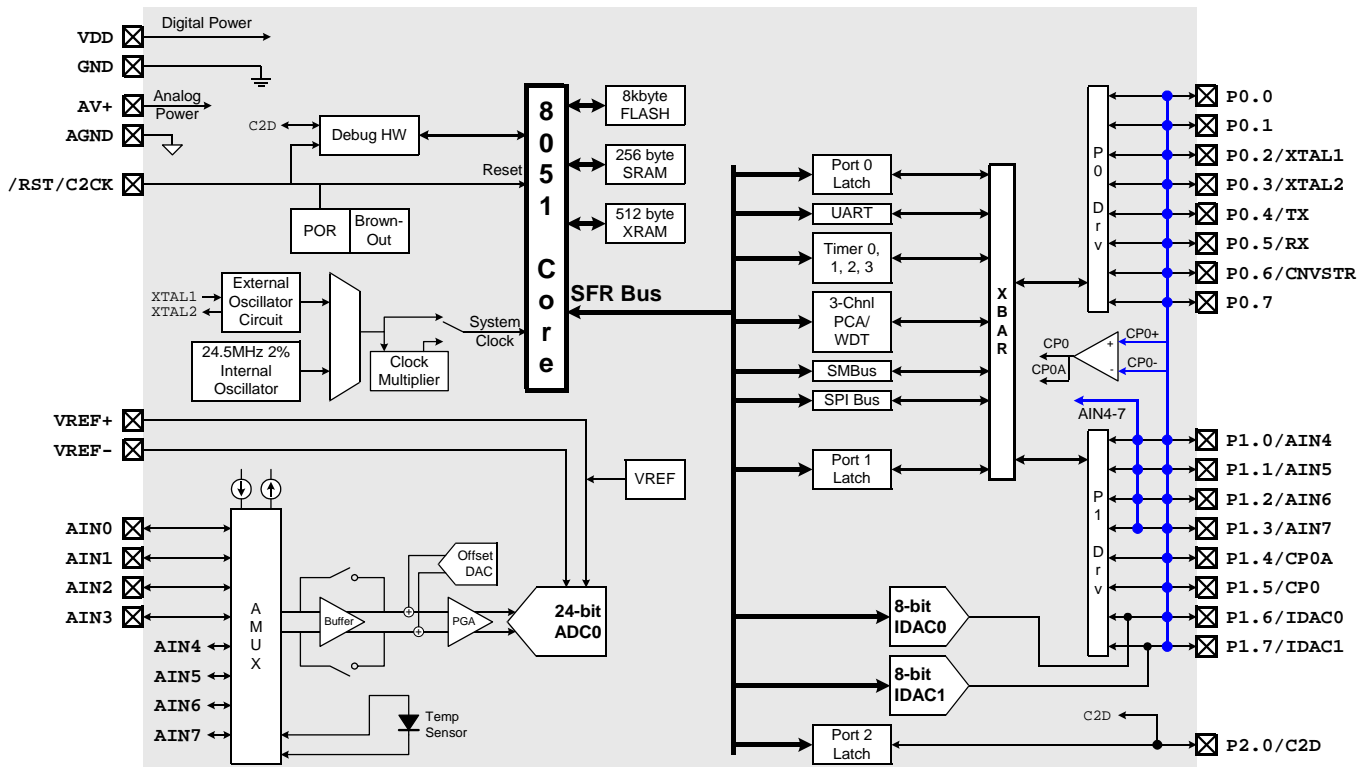 VDD
Digital Power
GND
AV+
Analog
Power
AGND
/RST/C2CK
C2D
Debug HW
Reset
POR
Brown-
Out
XTAL1
XTAL2
External
Oscillator
Circuit
24.5MHz 2%
Internal
Oscillator
Clock
Multiplier
System
Clock
8
0
5
1
C
o
r
e
8kbyte
FLASH
256 byte
SRAM
512 byte
XRAM
SFR Bus
VREF+
VREF-
VREF
AIN0
AIN1
AIN2
AIN3
AIN4
AIN5
AIN6
AIN7
A
M
U
X
Buffer
+
+
Offset
DAC
PGA
24-bit
ADC0
Temp
Sensor
Port 0
Latch
UART
Timer 0,
1, 2, 3
3-Chnl
PCA/
WDT
SMBus
SPI Bus
Port 1
Latch
8-bit
IDAC0
8-bit
IDAC1
Port 2
Latch
X
B
A
R
P
0
D
r
v
CP0
CP0A
+
-
CP0+
CP0-
AIN4-7
P
1
D
r
v
C2D
P0.0
P0.1
P0.2/XTAL1
P0.3/XTAL2
P0.4/TX
P0.5/RX
P0.6/CNVSTR
P0.7
P1.0/AIN4
P1.1/AIN5
P1.2/AIN6
P1.3/AIN7
P1.4/CP0A
P1.5/CP0
P1.6/IDAC0
P1.7/IDAC1
P2.0/C2D